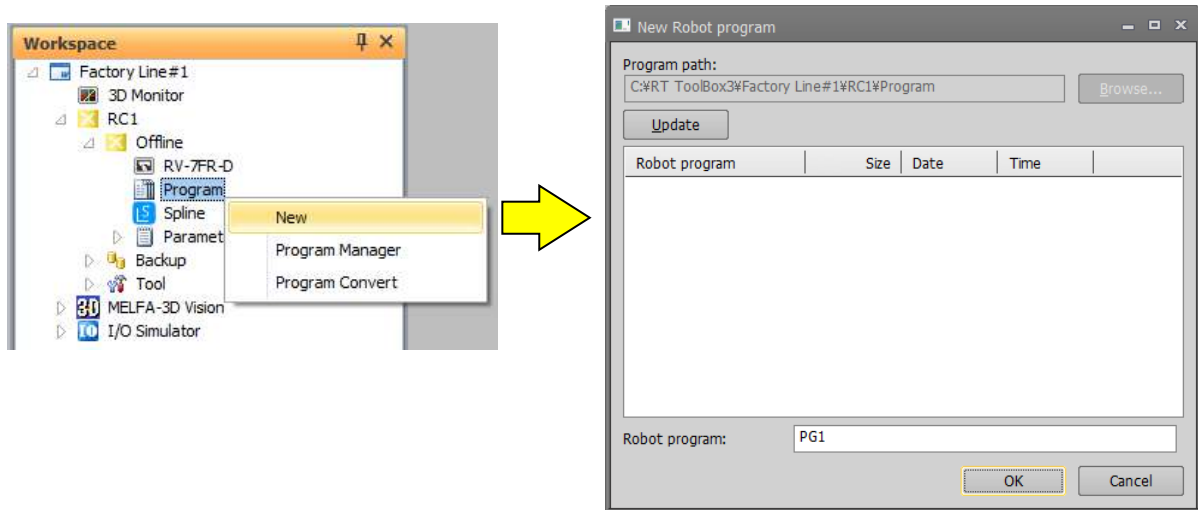 Workspace
Factory Line#1
3D Monitor
RC1
Offline
RV-7FR-D
Program
Spline
Paramet
Backup
Tool
MELFA-3D Vision
I/O Simulator
New
Program Manager
Program Convert
New Robot program
Program path:
C:¥RT ToolBox3¥Factory Line#1¥RC1¥Program
Browse...
Update
Robot program Size Date Time
Robot program: PG1
OK Cancel